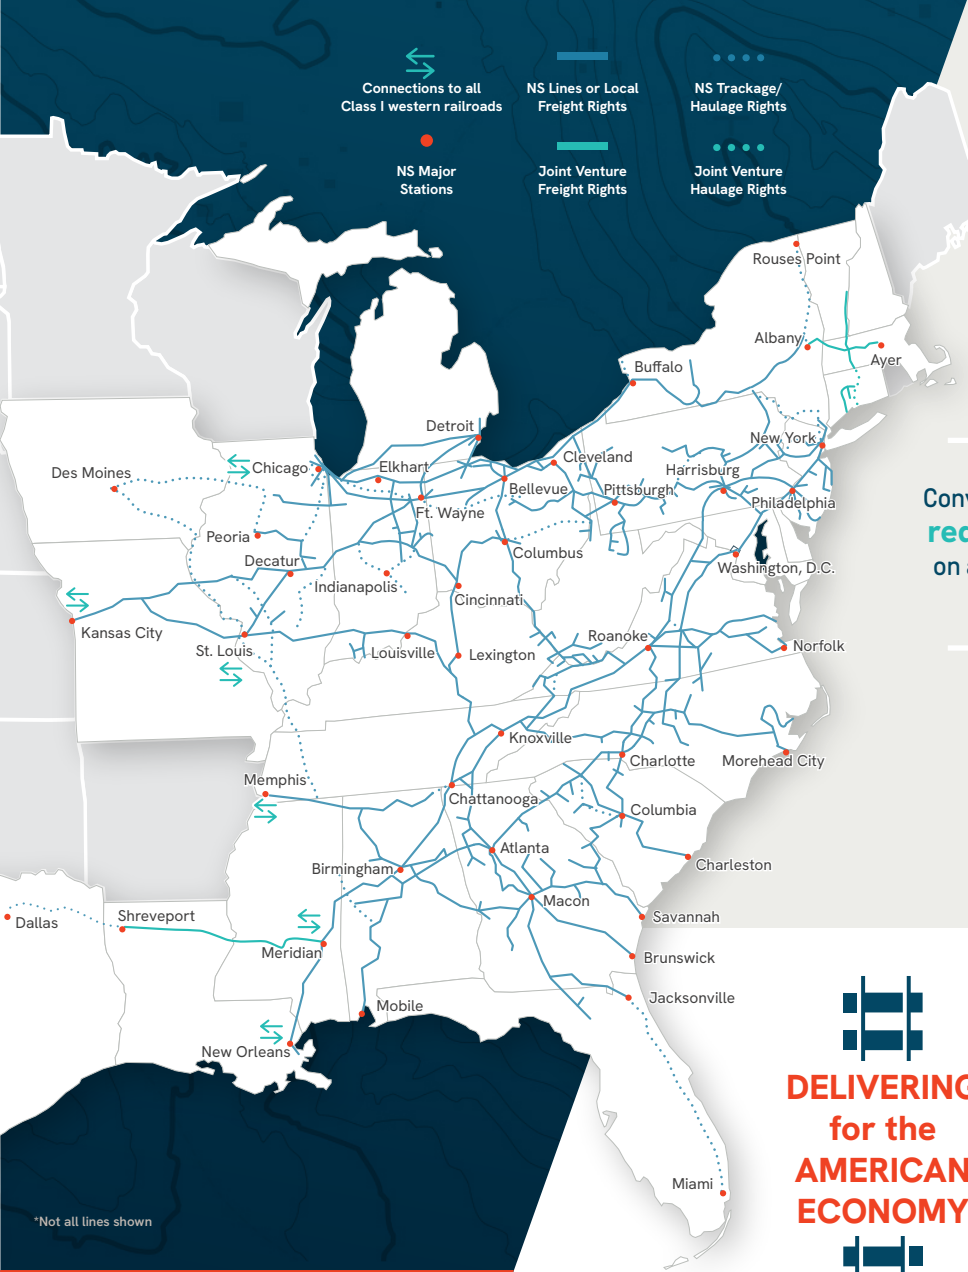 Connections to all
Class I western railroads
NS Lines or Local
Freight Rights
NS Trackage/
Haulage Rights
NS Major
Stations
Joint Venture
Freight Rights
Joint Venture
Haulage Rights
Rouses Point
Albany
Ayer
Buffalo
Detroit
New York
Cleveland
Chicago
Elkhart
Harrisburg
Des Moines
Bellevue
Pittsburgh
Philadelphia
Ft. Wayne
Peoria
Columbus
Decatur
Washington, D.C.
Indianapolis
Cincinnati
Kansas City
Roanoke
Norfolk
St. Louis
Louisville
Lexington
Knoxville
Charlotte
Morehead City
Memphis
Chattanooga
Columbia
Atlanta
Birmingham
Charleston
Macon
Shreveport
Savannah
Dallas
Meridian
Brunswick
Jacksonville
Mobile
New Orleans
Miami
Con
rec
on
DELIVERING
for the
AMERICAN
ECONOMY
*Not all lines shown